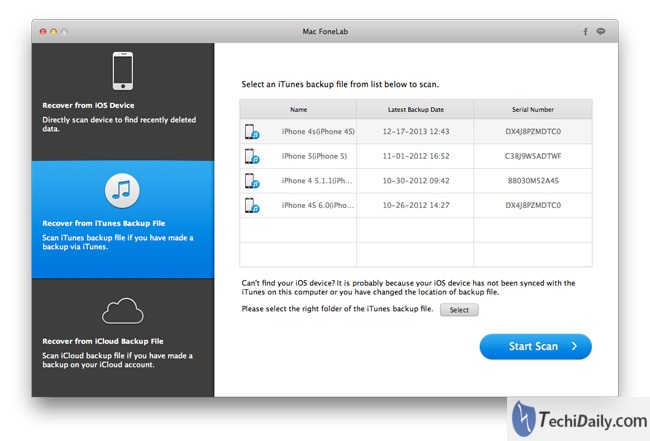 Mac FoneLab
Recover from iOS Device
Directly scan device to find recently deleted
data.
Recover from iTunes Backup File
Scan iTunes backup file if you have made a
backup via iTunes.
Recover from iCloud Backup File
Scan iCloud backup file if you have made a
backup on your iCloud account.
Select an iTunes backup file from list below to scan.
Name Latest Backup Date Serial Number
iPhone 4s(iPhone 4S) 12-17-2013 12:43 DX4J8PZMDTC0
iPhone 5(iPhone 5) 11-01-2012 16:52 C38J9W5ADTWF
iPhone 4 5.1.1(iPh... 10-30-2012 09:42 88030M52A4S
iPhone 4S 6.0(iPho... 10-26-2012 14:27 DX4J8PZMDTC0
Can't find your iOS device? It is probably because your iOS device has not been synced with the
iTunes on this computer or you have changed the location of backup file.
Please select the right folder of the iTunes backup file. Select
Start Scan
TechiDaily.com